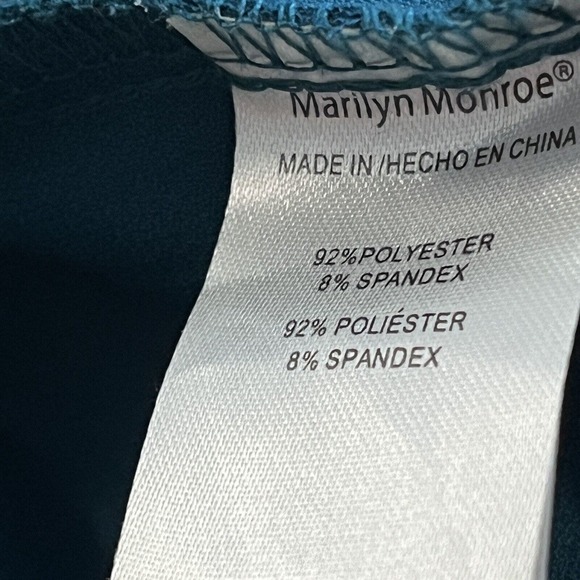 Marilyn Monroe®
MADE IN /HECHO EN CHINA
92%POLYESTER
8% SPANDEX
92% POLIÉSTER
8% SPANDEX